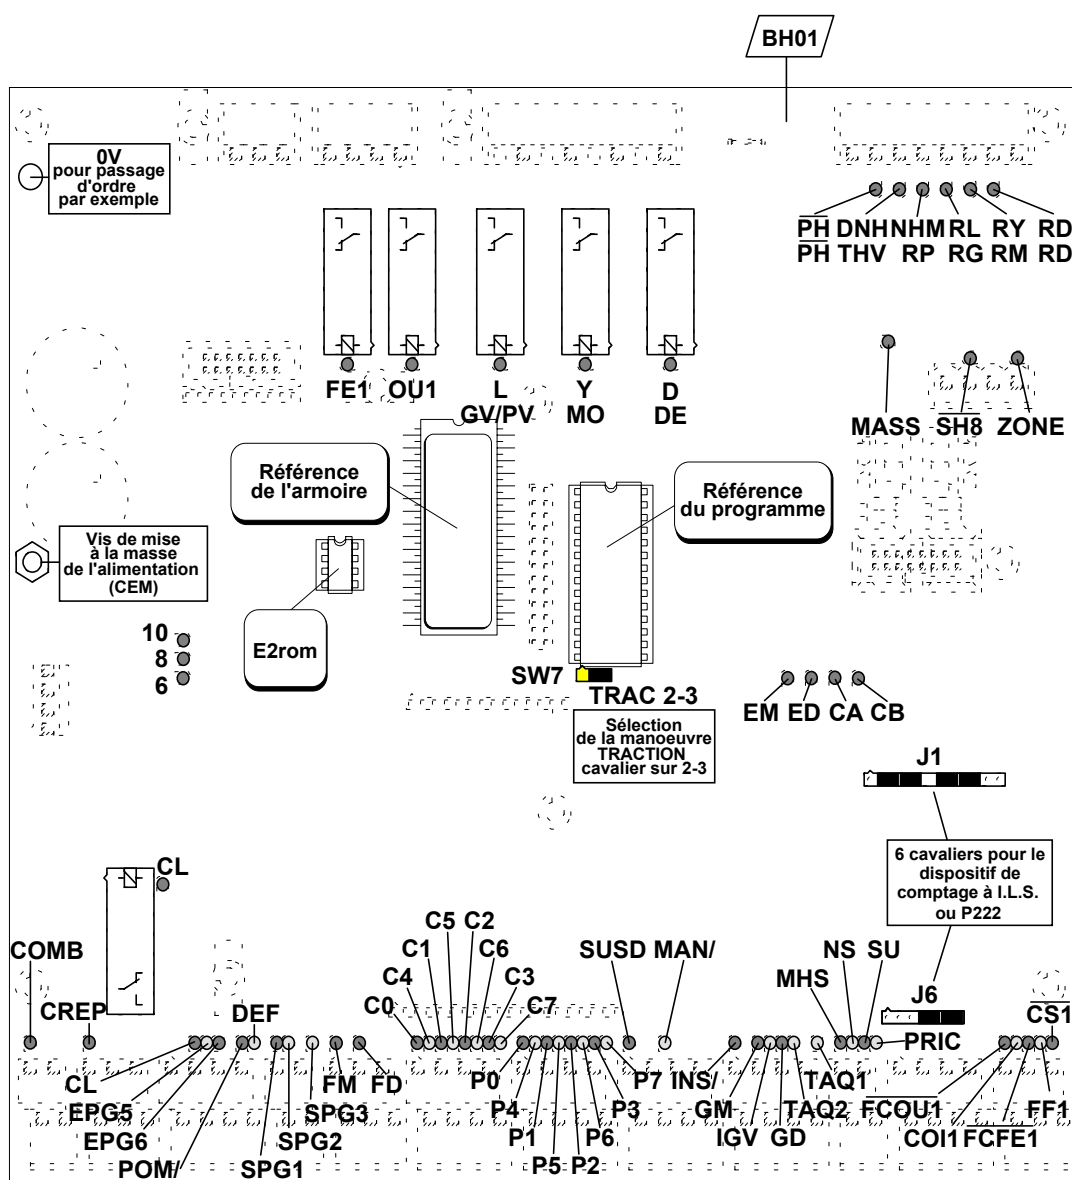 BH01
0V
pour passage
d'ordre
par exemple
PH DNH NHM RL RY RD
PH THV RP RG RM RD
FE1 OU1 L Y D
GV/PV MO DE
MASS SH8 ZONE
Référence
de l'armoire
Référence
du programme
Vis de mise
à la masse
de l'alimentation
(CEM)
E2rom
10
8
6
SW7
TRAC 2-3
Sélection
de la manoeuvre
TRACTION
cavalier sur 2-3
EM ED CA CB
J1
6 cavaliers pour le
dispositif de
comptage à I.L.S.
ou P222
CL
C5 C2
COMB C1 C6 SUSD MAN/ NS SU
C4 C3 MHS
CREP DEF C0 C7 J6 CS1
PRIC
CL FM FD P0 P7 INS/ TAQ1
EPG5 SPG3 P4 P3 GM TAQ2 FCOU1 FF1
EPG6 SPG2 P1 P6 IGV GD COI1 FCFE1
POM/ SPG1 P5 P2